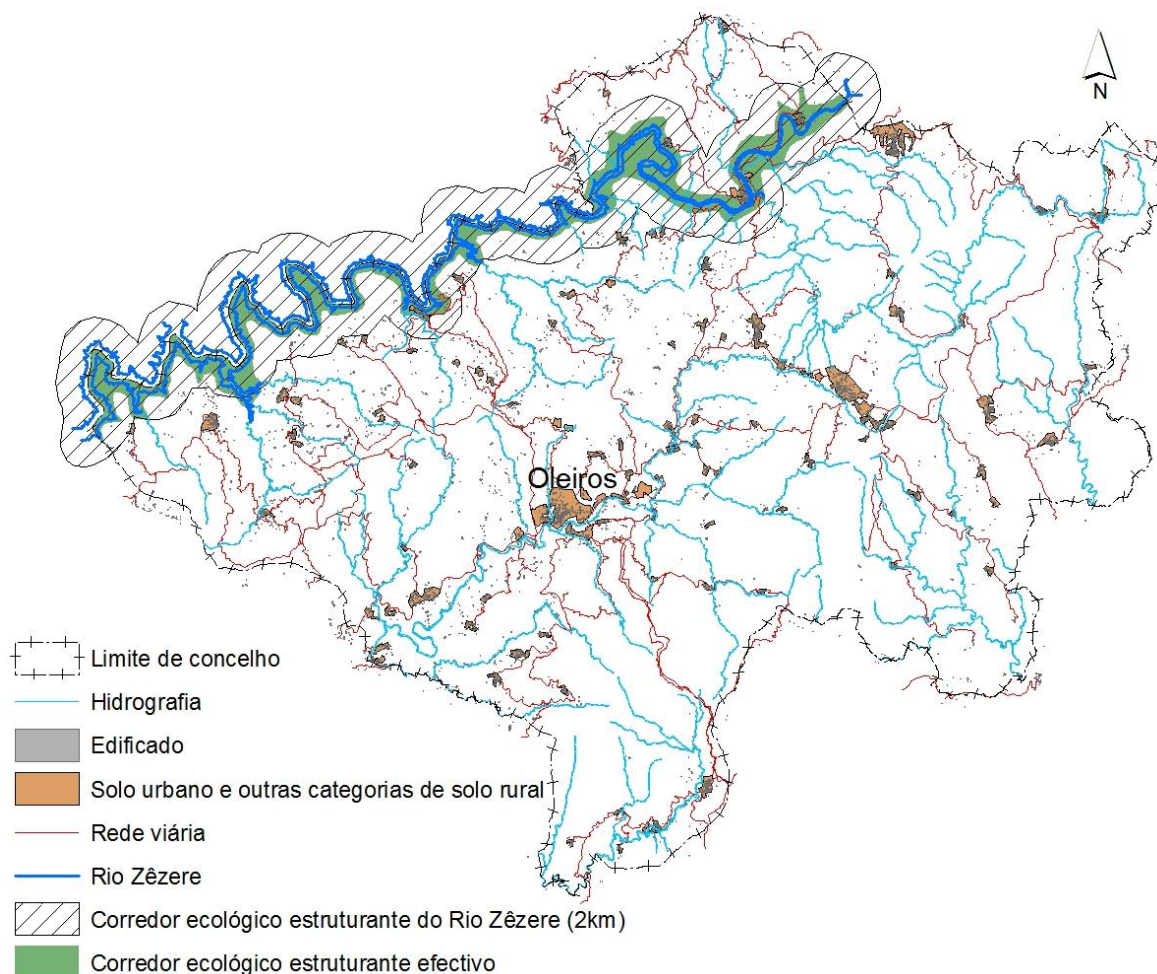 N
Oleiros
Limite de concelho
Hidrografia
Edificado
Solo urbano e outras categorias de solo rural
Rede viária
Rio Zêzere
Corredor ecológico estruturante do Rio Zêzere (2km)
Corredor ecológico estruturante efectivo